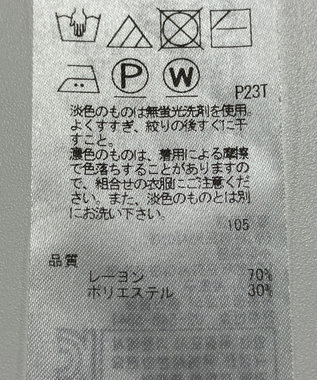 P W
P23T
淡色のものは無蛍光洗剤を使用。
よくすすぎ、絞りの後すぐに干
すこと。
濃色のものは、着用による摩擦
で色落ちすることがありますの
で、組合せの衣服にご注意くだ
さい。また、淡色のものとは別
にお洗い下さい。
105
品質
レーヨン 70%
ポリエステル 30%